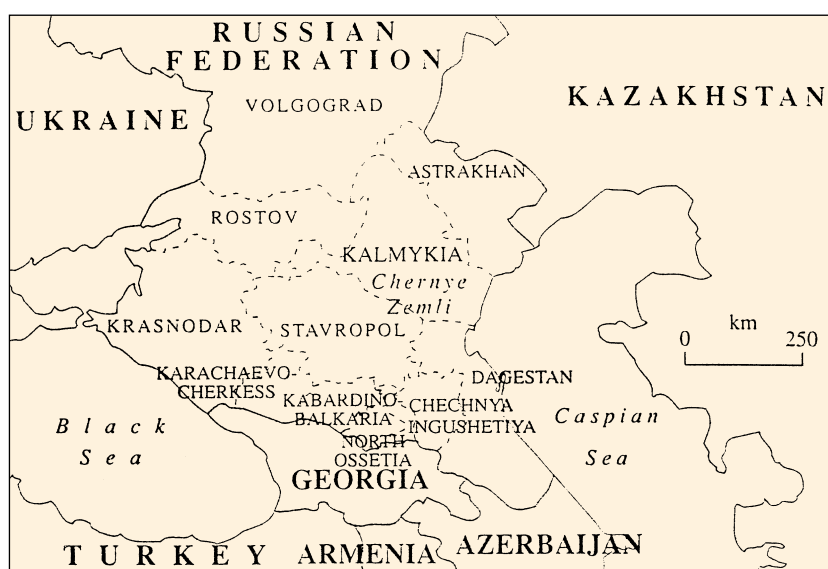 RUSSIAN
FEDERATION
UKRAINE
VOLGOGRAD
KAZAKHSTAN
ASTRAKHAN
ROSTOV
KALMYKIA
Chernye
Zemli
KRASNODAR
STAVROPOL
km
0 250
KARACHAEVO-
CHERKESS
DAGESTAN
KABARDINO-
BALKARIA
CHECHNYA
INGUSHETIYA
NORTH
OSSETIA
Black
Sea
Caspian
Sea
GEORGIA
TURKEY
ARMENIA
AZERBAIJAN